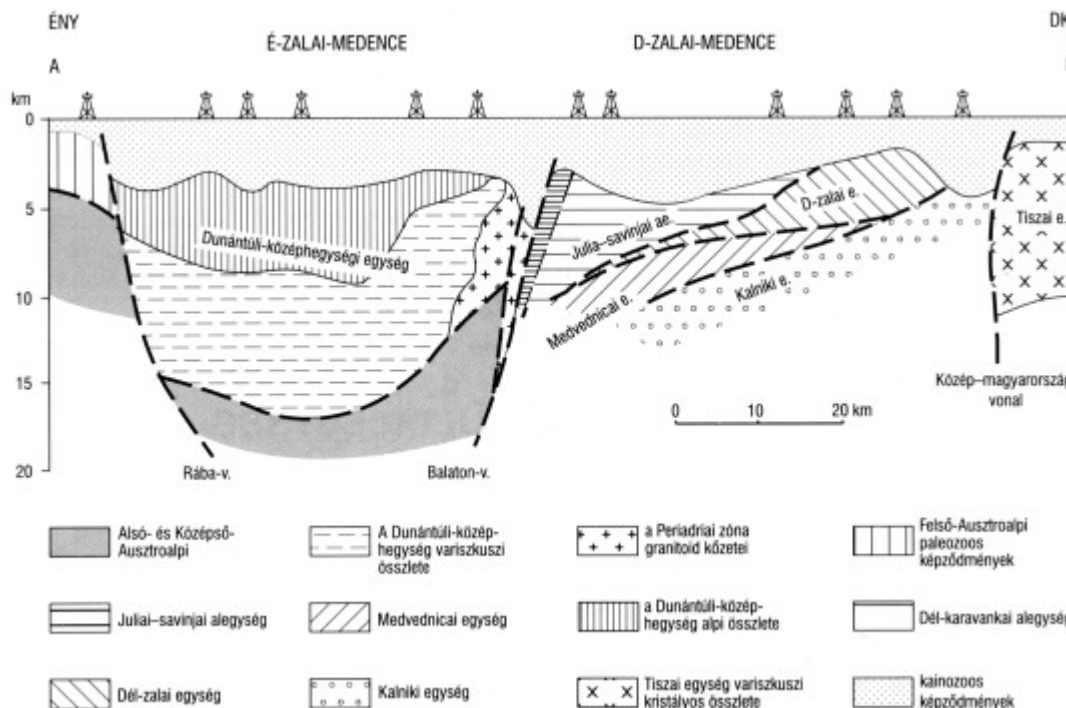 ÉNY
DK
É-ZALAI-MEDENCE
D-ZALAI-MEDENCE
A
km
0
5
10
15
20
Dunántúli-középhegységi egység
Julia–savinjai ae.
D-zalai e.
Medvednicai e.
Kalniki e.
Tiszai e.
Közép–magyarország
vonal
0 10 20 km
Rába-v.
Balaton-v.
Alsó- és Középső-
Ausztroalpi
A Dunántúli-közép-
hegység variszkuszi
összlete
a Periadriai zóna
granitoid kőzetei
Felső-Ausztroalpi
paleozoos
képződmények
Juliai–savinjai alegység
Medvednicai egység
a Dunántúli-közép-
hegység alpi összlete
Dél-karavankai alegység
Dél-zalai egység
Kalniki egység
Tiszai egység variszkuszi
kristályos összlete
kainozoos
képződmények